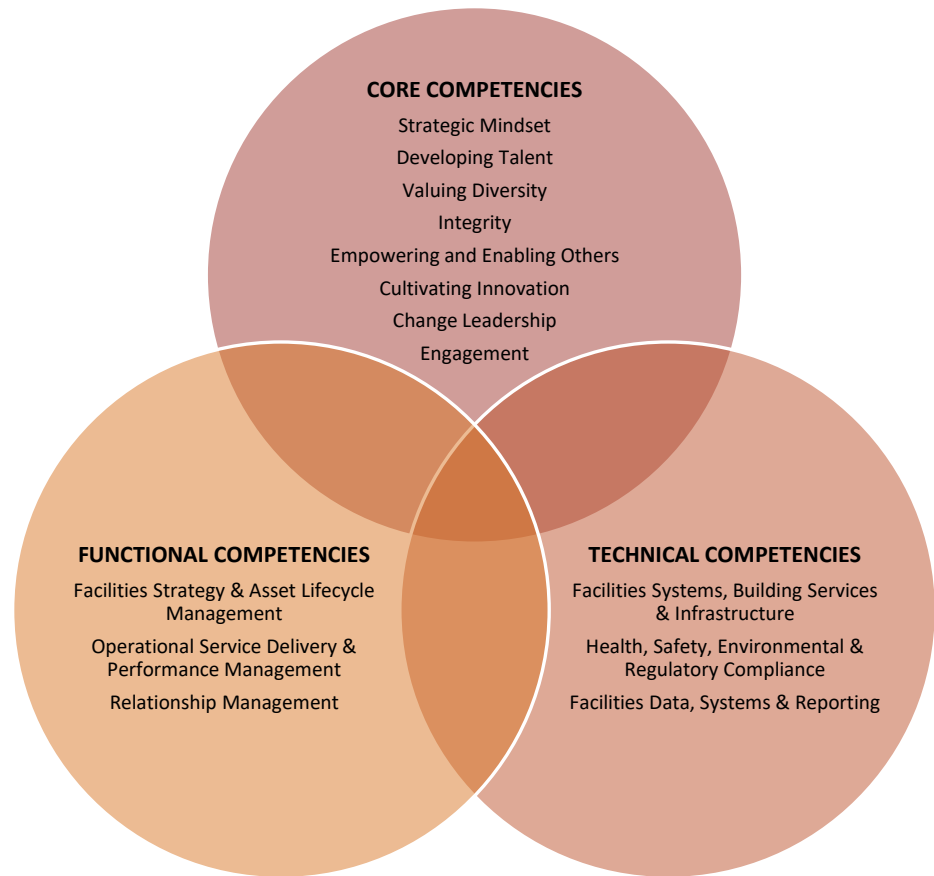 CORE COMPETENCIES
Strategic Mindset
Developing Talent
Valuing Diversity
Integrity
Empowering and Enabling Others
Cultivating Innovation
Change Leadership
Engagement
FUNCTIONAL COMPETENCIES
Facilities Strategy & Asset Lifecycle
Management
Operational Service Delivery &
Performance Management
Relationship Management
TECHNICAL COMPETENCIES
Facilities Systems, Building Services
& Infrastructure
Health, Safety, Environmental &
Regulatory Compliance
Facilities Data, Systems & Reporting